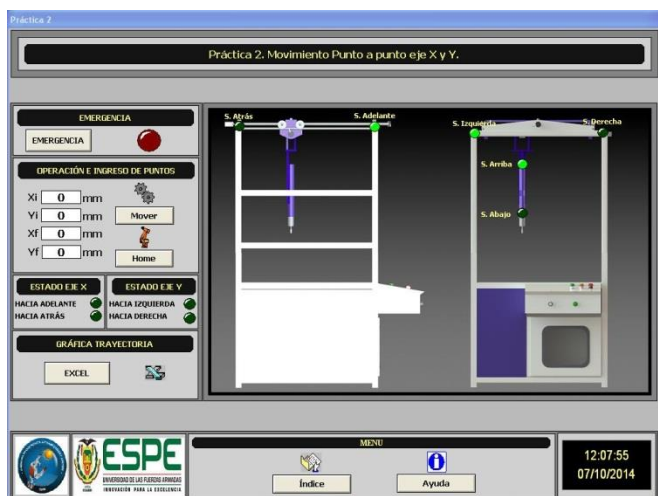 Práctica 2
Práctica 2. Movimiento Punto a punto eje X y Y.
EMERGENCIA
EMERGENCIA
OPERACIÓN E INGRESO DE PUNTOS
Xi 0 mm
Yi 0 mm
Mover
Xf 0 mm
Yf 0 mm
Home
ESTADO EJE X
HACIA ADELANTE
HACIA ATRÁS
ESTADO EJE Y
HACIA IZQUIERDA
HACIA DERECHA
GRÁFICA TRAYECTORIA
EXCEL
S. Atrás
S. Adelante
S. Izquierda
S. Derecha
S. Arriba
S. Abajo
ESPE
UNIVERSIDAD DE LAS FUERZAS ARMADAS
INNOVACIÓN PARA LA EXCELENCIA
MENU
Índice
Ayuda
12:07:55
07/10/2014